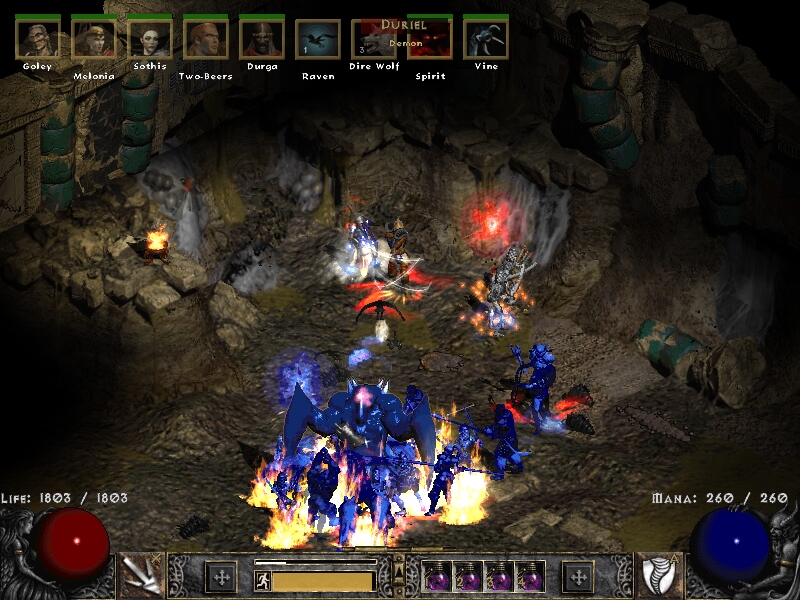 Duriel
Demon
Goley
Melonia
Sothis
Two-Beers
Durga
1
Raven
3
Dire Wolf
Spirit
Vine
Life: 1803 / 1803
Mana: 260 / 260